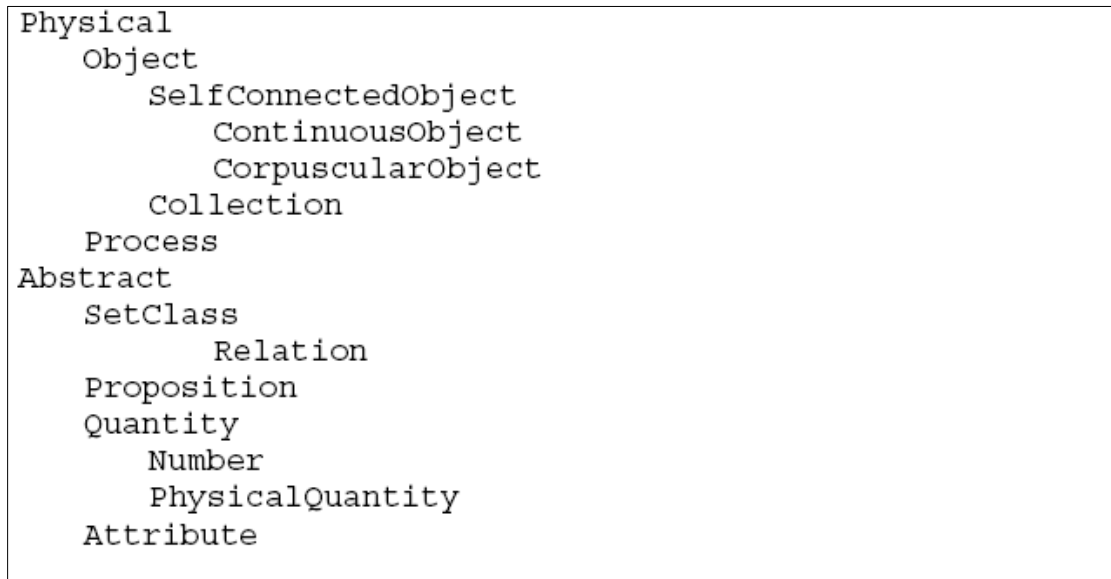 Physical
Object
SelfConnectedObject
ContinuousObject
CorpuscularObject
Collection
Process
Abstract
SetClass
Relation
Proposition
Quantity
Number
PhysicalQuantity
Attribute